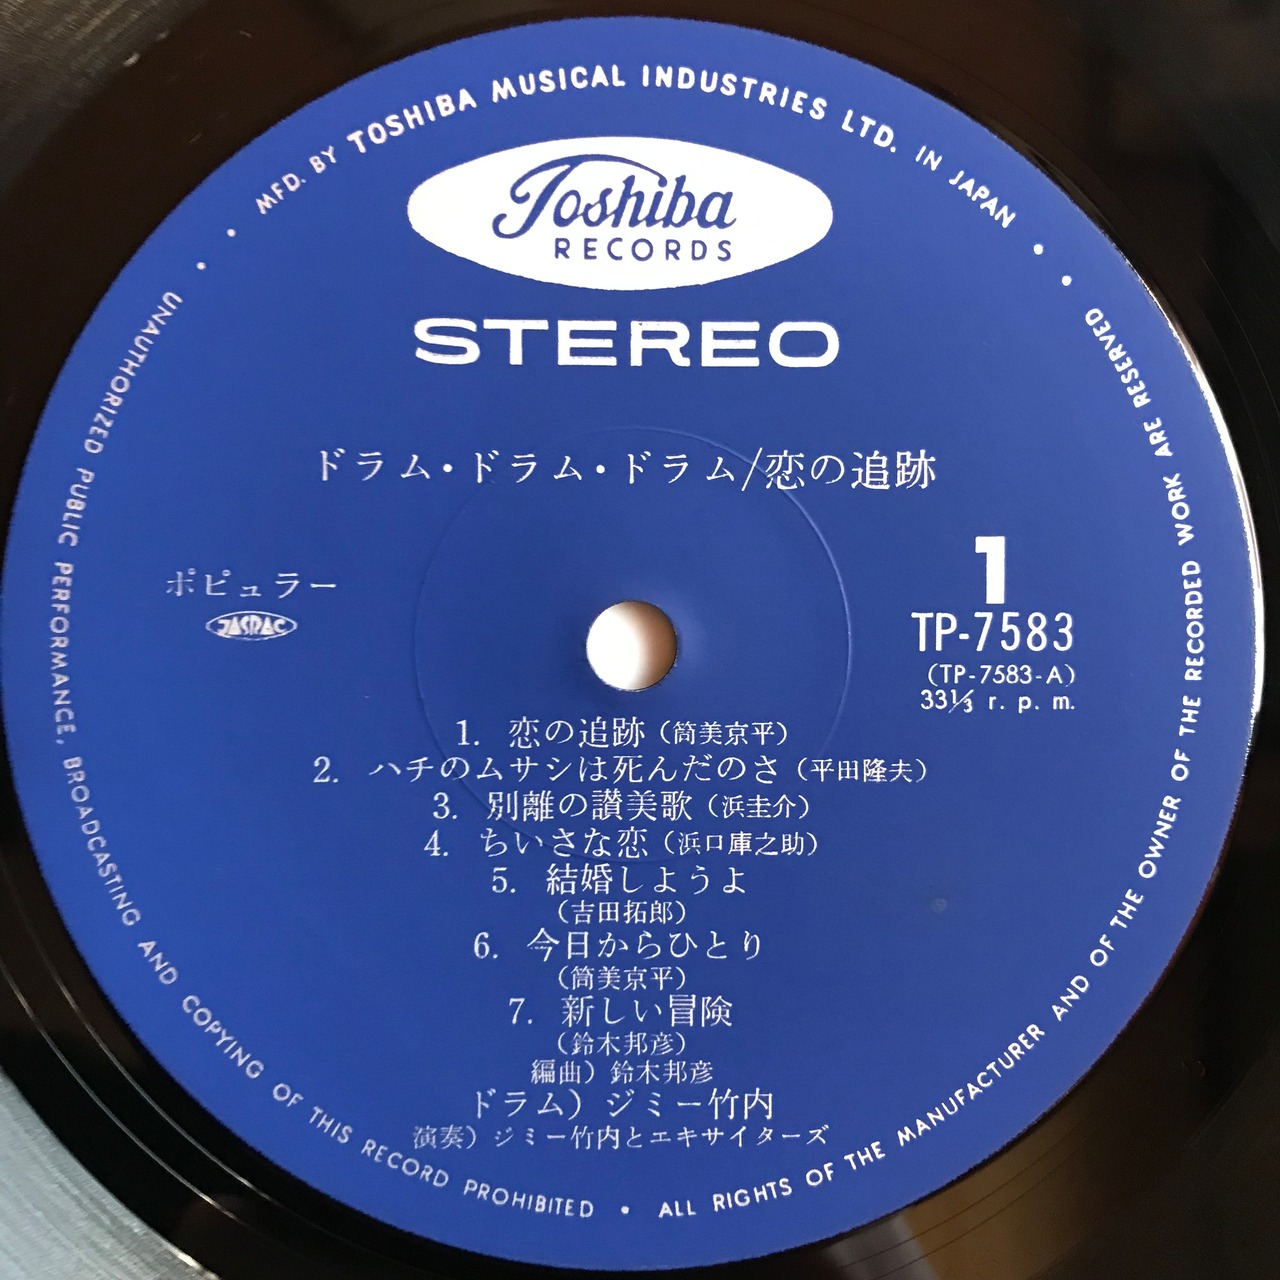 MFD. BY TOSHIBA MUSICAL INDUSTRIES LTD. IN JAPAN
Toshiba
RECORDS
STEREO
ドラム・ドラム・ドラム/恋の追跡
ポピュラー
JASRAC
1
TP-7583
(TP-7583-A)
33⅓ r. p. m.
1. 恋の追跡（筒美京平）
2. ハチのムサシは死んだのさ（平田隆夫）
3. 別離の讃美歌（浜圭介）
4. ちいさな恋（浜口庫之助）
5. 結婚しようよ
（吉田拓郎）
6. 今日からひとり
（筒美京平）
7. 新しい冒険
（鈴木邦彦）
編曲）鈴木邦彦
ドラム）ジミー竹内
演奏）ジミー竹内とエキサイターズ
UNAUTHORIZED PUBLIC PERFORMANCE, BROADCASTING AND COPYING OF THIS RECORD PROHIBITED • ALL RIGHTS OF THE MANUFACTURER AND OF THE OWNER OF THE RECORDED WORK ARE RESERVED